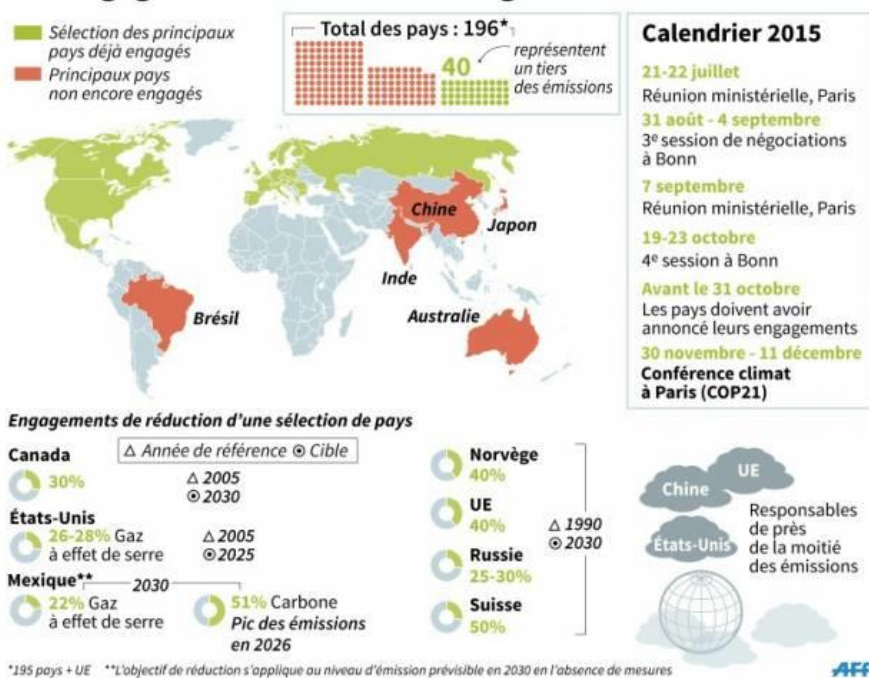 Sélection des principaux
pays déjà engagés
Principaux pays
non encore engagés
Total des pays : 196*
40
représentent
un tiers
des émissions
Chine
Japon
Inde
Brésil
Australie
Calendrier 2015
21-22 juillet
Réunion ministérielle, Paris
31 août - 4 septembre
3e session de négociations
à Bonn
7 septembre
Réunion ministérielle, Paris
19-23 octobre
4e session à Bonn
Avant le 31 octobre
Les pays doivent avoir
annoncé leurs engagements
30 novembre - 11 décembre
Conférence climat
à Paris (COP21)
Engagements de réduction d'une sélection de pays
△ Année de référence ⊙ Cible
Canada
30%
△ 2005
⊙ 2030
États-Unis
26-28% Gaz
à effet de serre
△ 2005
⊙ 2025
Mexique**
2030
22% Gaz
à effet de serre
51% Carbone
Pic des émissions
en 2026
Norvège
40%
UE
40%
Russie
25-30%
Suisse
50%
△ 1990
⊙ 2030
Chine
UE
États-Unis
Responsables
de près
de la moitié
des émissions
*195 pays + UE **L'objectif de réduction s'applique au niveau d'émission prévisible en 2030 en l'absence de mesures
AFP